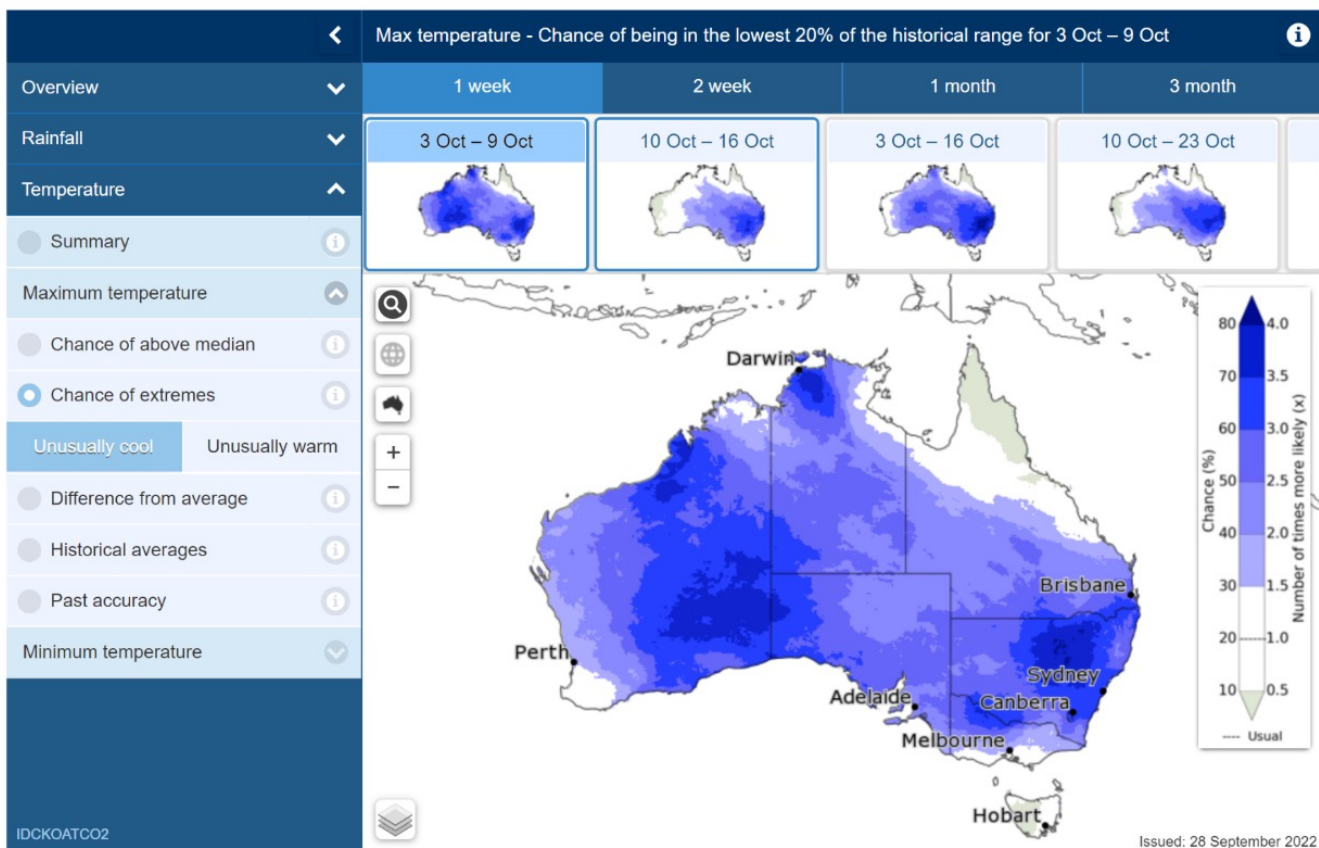 Max temperature - Chance of being in the lowest 20% of the historical range for 3 Oct – 9 Oct
Overview
Rainfall
Temperature
Summary
Maximum temperature
Chance of above median
Chance of extremes
Unusually cool
Unusually warm
Difference from average
Historical averages
Past accuracy
Minimum temperature
IDCKOATCO2
1 week
2 week
1 month
3 month
3 Oct – 9 Oct
10 Oct – 16 Oct
3 Oct – 16 Oct
10 Oct – 23 Oct
+
−
Darwin
Brisbane
Perth
Sydney
Adelaide
Canberra
Melbourne
Hobart
Chance (%)
80
70
60
50
40
30
20
10
4.0
3.5
3.0
2.5
2.0
1.5
1.0
0.5
Number of times more likely (x)
---- Usual
Issued: 28 September 2022